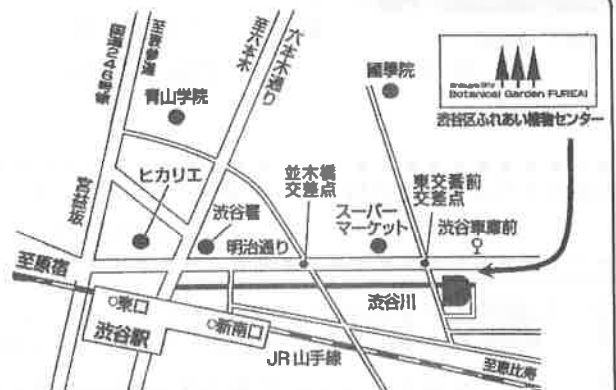 至六本木
六本木通り
国道246号線
至表参道
青山学院
國學院
Shibuya City
Botanical Garden FUREAI
渋谷区ふれあい植物センター
宮益坂
ヒカリエ
渋谷署
並木橋
交差点
東交番前
交差点
スーパー
マーケット
渋谷車庫前
明治通り
至原宿
渋谷川
東口
新南口
渋谷駅
JR山手線
至恵比寿